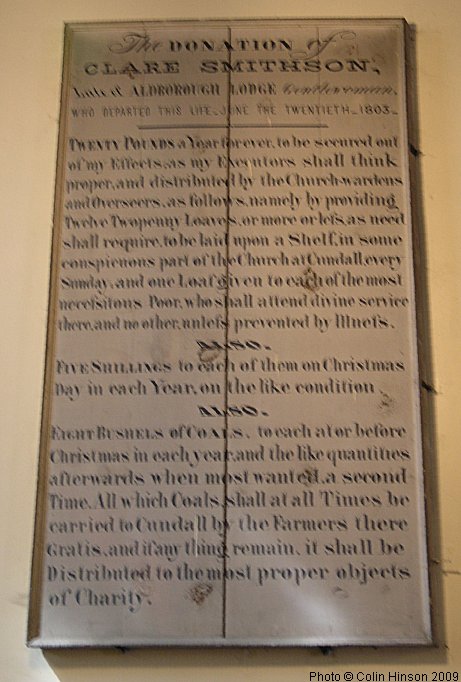 The DONATION of
CLARE SMITHSON,
Late of ALDBOROUGH LODGE Gentleman,
WHO DEPARTED THIS LIFE JUNE THE TWENTIETH 1803.
TWENTY POUNDS a Year forever, to be secured out
of my Effects, as my Executors shall think
proper, and distributed by the Church-wardens
and Overseers, as follows, namely by providing
Twelve Twopenny Loaves, or more or leſs, as need
shall require, to be laid upon a Shelf, in some
conspicuous part of the Church at Cundall, every
Sunday, and one Loaf given to each of the most
neceſsitous Poor, who shall attend divine service
there, and no other, unleſs prevented by Illneſs.
ALSO.
FIVE SHILLINGS to each of them on Christmas
Day in each Year, on the like condition.
ALSO.
EIGHT BUSHELS of COALS, to each at or before
Christmas in each year, and the like quantities
afterwards when most wanted, a second
Time. All which Coals, shall at all Times be
carried to Cundall by the Farmers there
Gratis, and if any thing remain, it shall be
Distributed to the most proper objects
of Charity.
Photo © Colin Hinson 2009